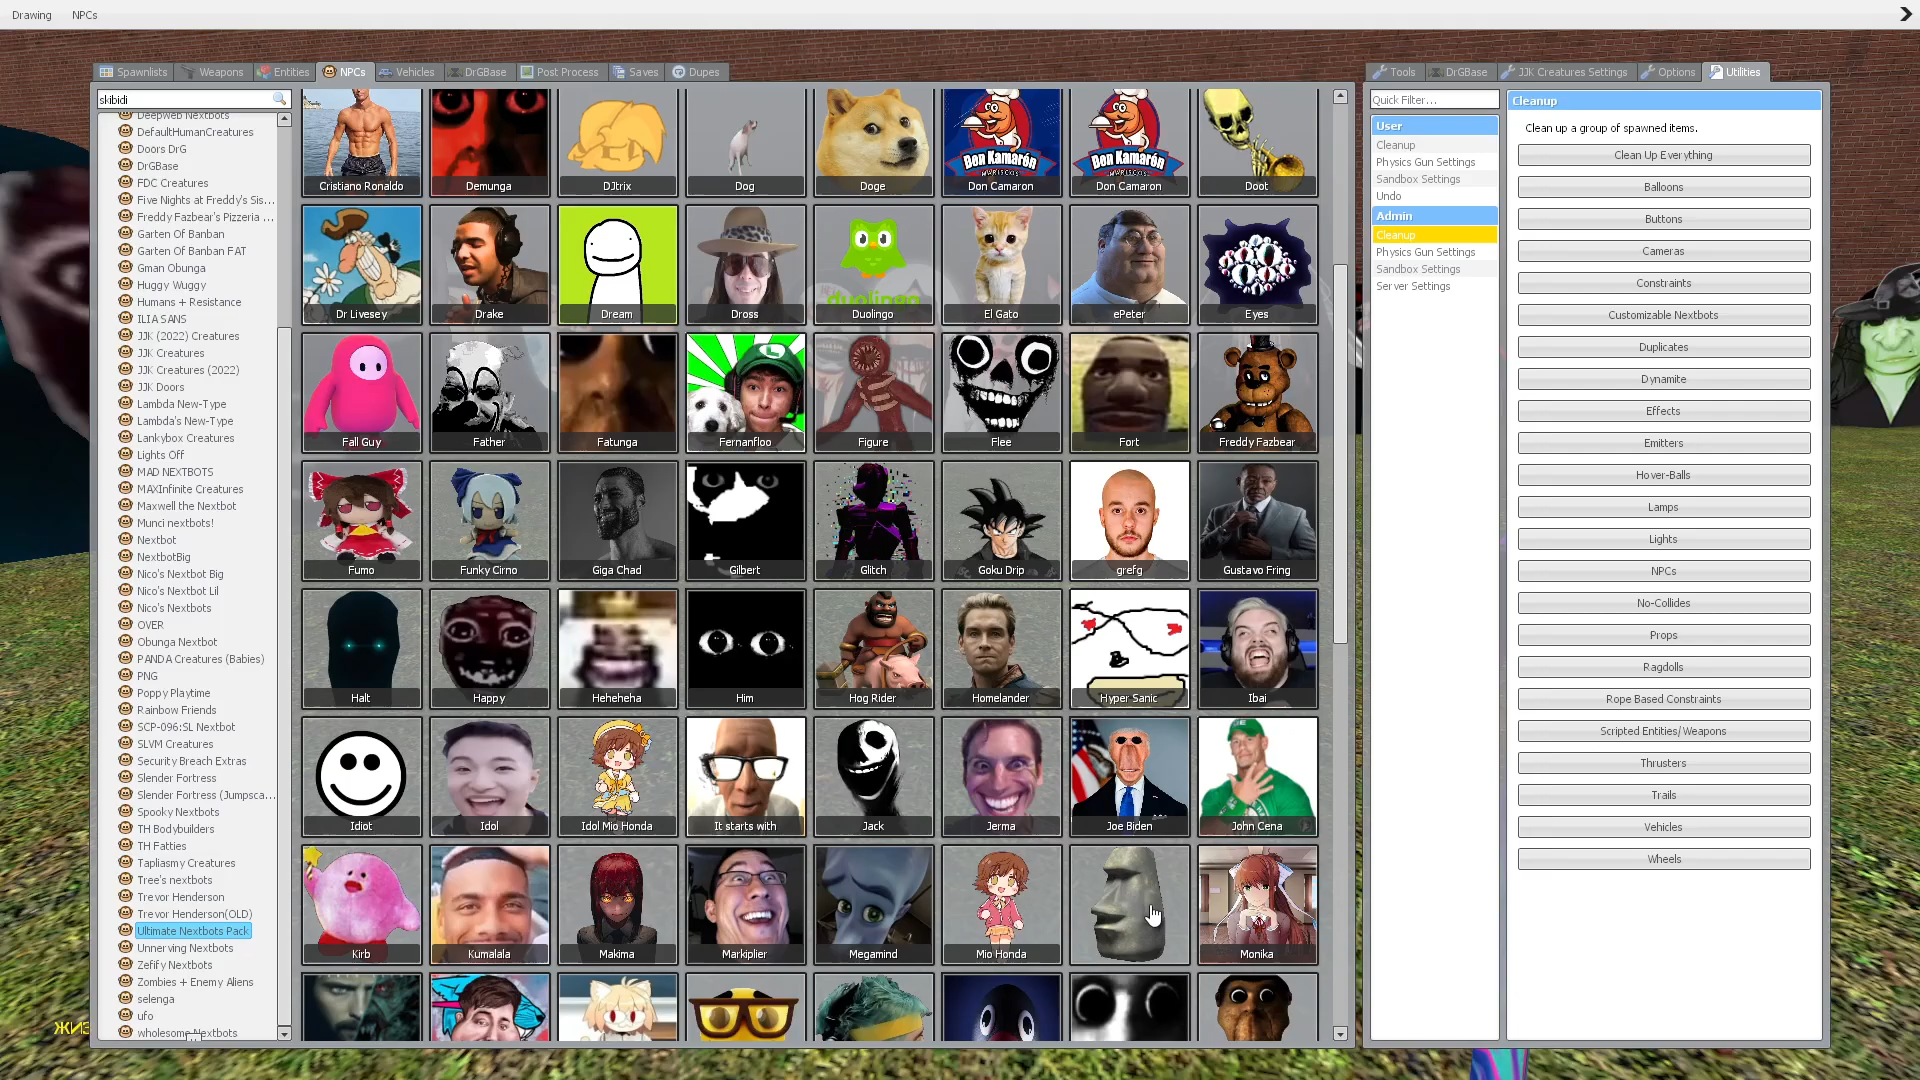 Drawing NPCs
Spawnlists Weapons Entities NPCs Vehicles DrGBase Post Process Saves Dupes
Tools DrGBase JJK Creatures Settings Options Utilities
skibidi
DeepWeb Nextbots
DefaultHumanCreatures
Doors DrG
DrGBase
FDC Creatures
Five Nights at Freddy's Sis...
Freddy Fazbear's Pizzeria ...
Garten Of Banban
Garten Of Banban FAT
Gman Obunga
Huggy Wuggy
Humans + Resistance
ILIA SANS
JJK (2022) Creatures
JJK Creatures
JJK Creatures (2022)
JJK Doors
Lambda New-Type
Lambda's New-Type
Lankybox Creatures
Lights Off
MAD NEXTBOTS
MAXInfinite Creatures
Maxwell the Nextbot
Munci nextbots!
Nextbot
NextbotBig
Nico's Nextbot Big
Nico's Nextbot Lil
Nico's Nextbots
OVER
Obunga Nextbot
PANDA Creatures (Babies)
PNG
Poppy Playtime
Rainbow Friends
SCP-096:SL Nextbot
SLVM Creatures
Security Breach Extras
Slender Fortress
Slender Fortress (Jumpsca...
Spooky Nextbots
TH Bodybuilders
TH Fatties
Tapliasmy Creatures
Tree's nextbots
Trevor Henderson
Trevor Henderson(OLD)
Ultimate Nextbots Pack
Unnerving Nextbots
Zefify Nextbots
Zombies + Enemy Aliens
selenga
ufo
wholesome Nextbots
ЖИЗ
Ben Kamarón Ben Kamarón
MARISCOS MARISCOS
Cristiano Ronaldo Demunga DJtrix Dog Doge Don Camaron Don Camaron Doot
duolingo
Dr Livesey Drake Dream Dross Duolingo El Gato ePeter Eyes
L
Fall Guy Father Fatunga Fernanfloo Figure Flee Fort Freddy Fazbear
Fumo Funky Cirno Giga Chad Gilbert Glitch Goku Drip grefg Gustavo Fring
Halt Happy Heheheha Him Hog Rider Homelander Hyper Sanic Ibai
Idiot Idol Idol Mio Honda It starts with Jack Jerma Joe Biden John Cena
Kirb Kumalala Makima Markiplier Megamind Mio Honda Monika
Quick Filter...
User
Cleanup
Physics Gun Settings
Sandbox Settings
Undo
Admin
Cleanup
Physics Gun Settings
Sandbox Settings
Server Settings
Cleanup
Clean up a group of spawned items.
Clean Up Everything
Balloons
Buttons
Cameras
Constraints
Customizable Nextbots
Duplicates
Dynamite
Effects
Emitters
Hover-Balls
Lamps
Lights
NPCs
No-Collides
Props
Ragdolls
Rope Based Constraints
Scripted Entities/Weapons
Thrusters
Trails
Vehicles
Wheels